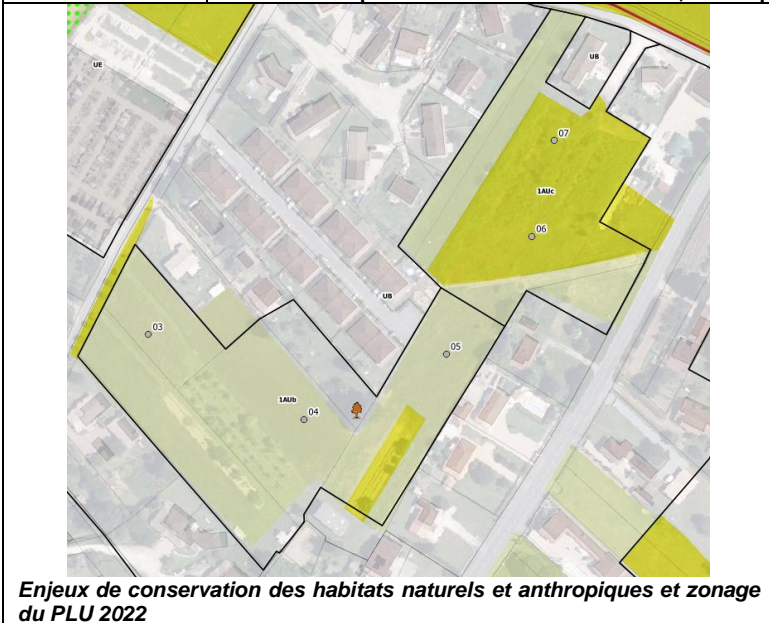 UE
UB
07
1AUc
06
UB
03
05
1AUb
04
Enjeux de conservation des habitats naturels et anthropiques et zonage
du PLU 2022